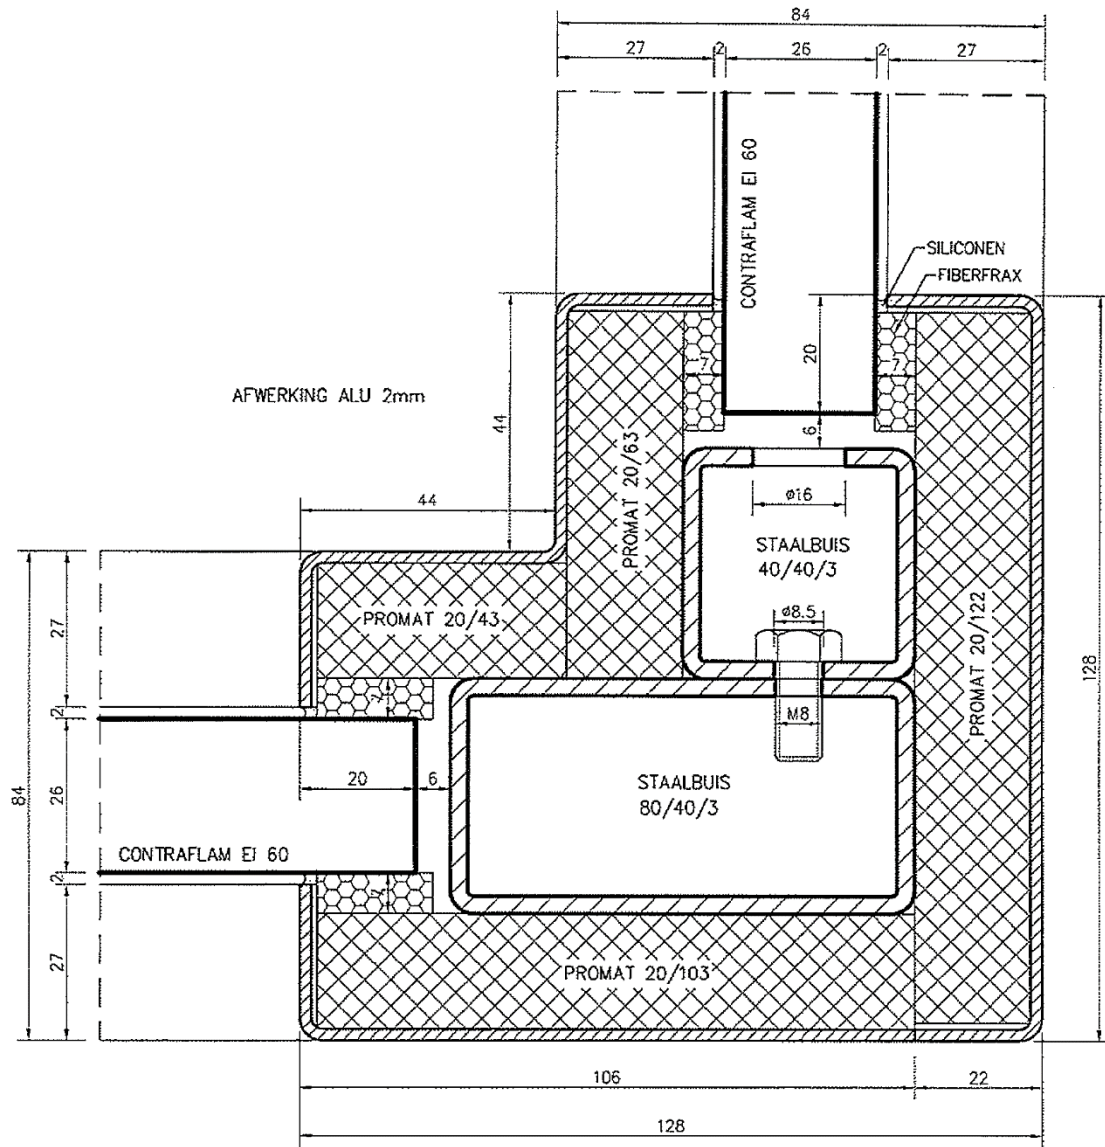 84
27
2
26
2
27
CONTRAFLAM EI 60
SILICONEN
FIBERFRAX
20
7
7
AFWERKING ALU 2mm
44
6
PROMAT 20/63
44
ø16
STAALBUIS
40/40/3
PROMAT 20/43
ø8.5
PROMAT 20/122
128
27
7
2
M8
84
26
20
6
STAALBUIS
80/40/3
CONTRAFLAM EI 60
2
7
27
PROMAT 20/103
106
22
128